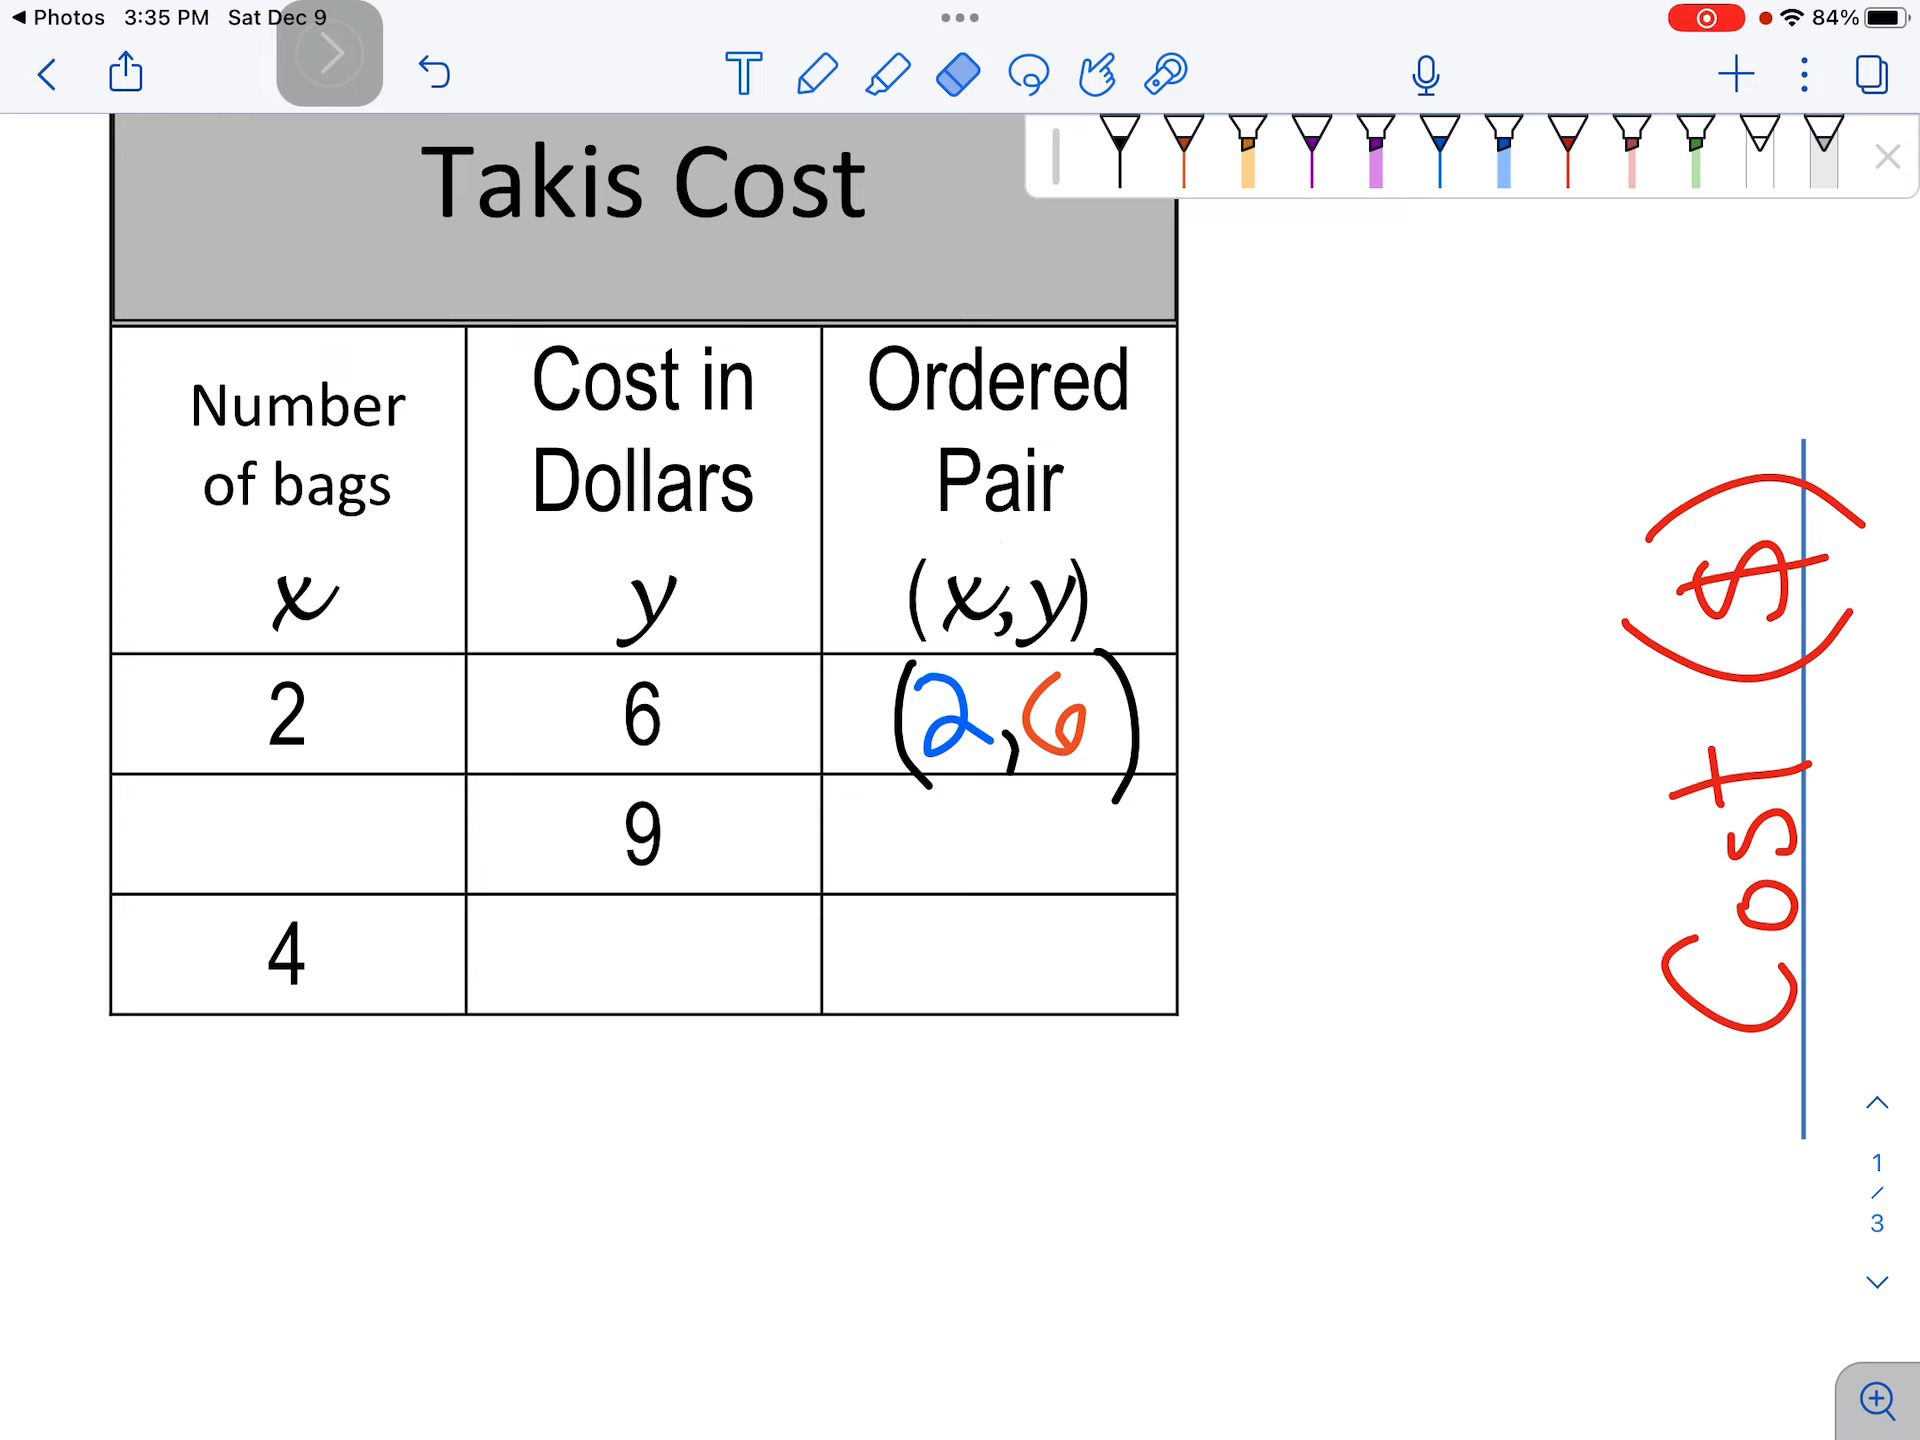 Photos 3:35 PM Sat Dec 9
84%
T
Takis Cost
Number
of bags
x
Cost in
Dollars
y
Ordered
Pair
(x,y)
2
6
(2,6)
9
4
Cost ($)
1
/
3